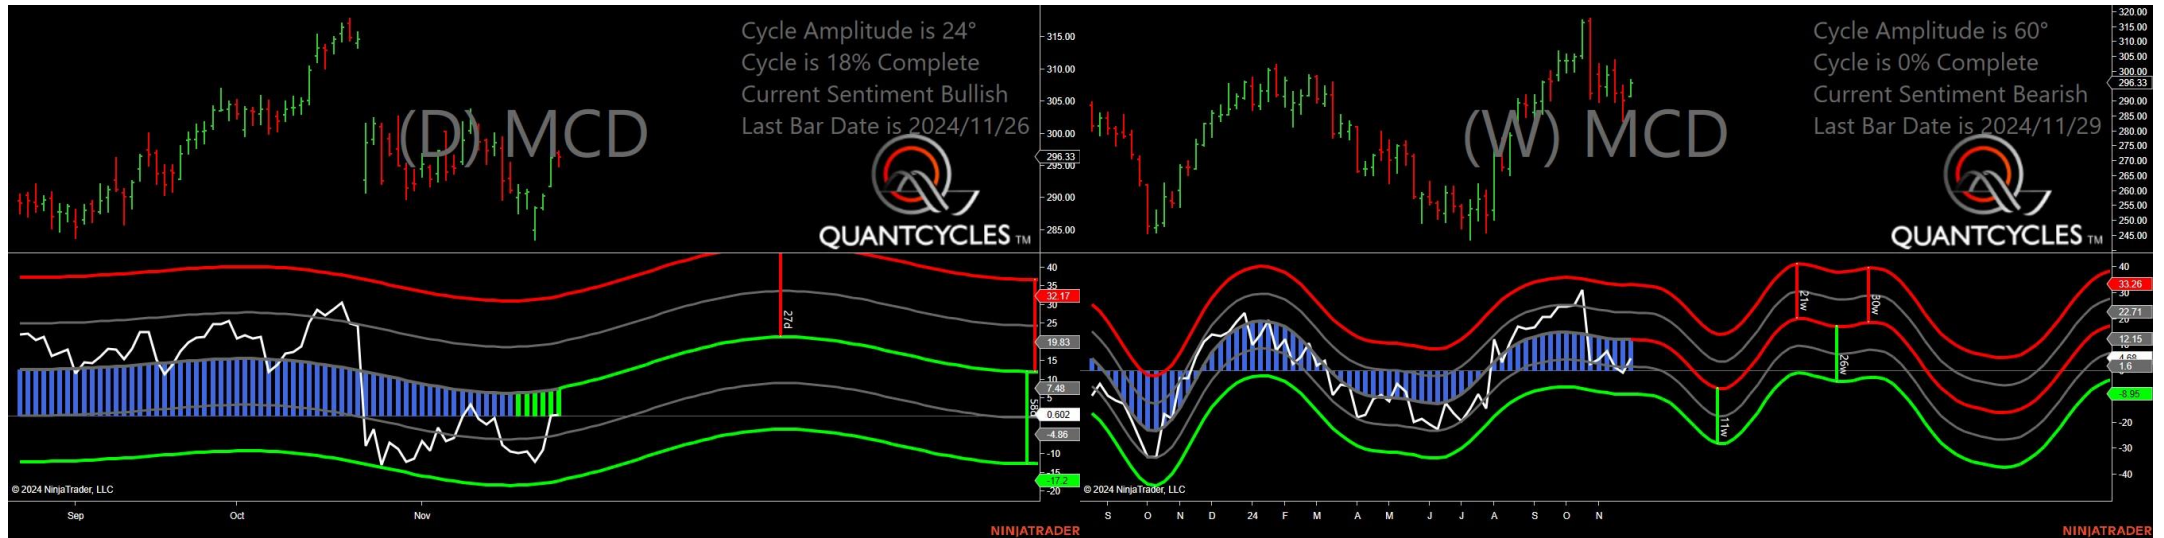 Cycle Amplitude is 24°
Cycle is 18% Complete
Current Sentiment Bullish
Last Bar Date is 2024/11/26
(D) MCD
QUANTCYCLES TM
315.00
310.00
305.00
300.00
296.33
295.00
290.00
285.00
40
35
32.17
30
25
19.83
15
10
7.48
5
0.602
-4.86
-10
-15
-17.2
-20
27d
58d
© 2024 NinjaTrader, LLC
Sep Oct Nov
NINJATRADER
Cycle Amplitude is 60°
Cycle is 0% Complete
Current Sentiment Bearish
Last Bar Date is 2024/11/29
(W) MCD
QUANTCYCLES TM
320.00
315.00
310.00
305.00
300.00
296.33
290.00
285.00
280.00
275.00
270.00
265.00
260.00
255.00
250.00
245.00
40
33.26
30
22.71
20
12.15
4.68
1.6
-8.95
-20
-30
-40
11w
21w
26w
30w
© 2024 NinjaTrader, LLC
S O N D 24 F M A M J J A S O N
NINJATRADER